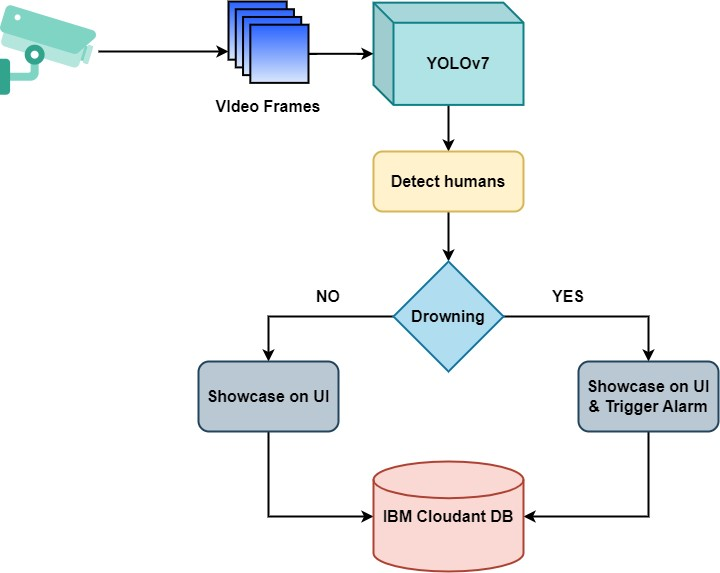 VIdeo Frames
YOLOv7
Detect humans
Drowning
NO
YES
Showcase on UI
Showcase on UI
& Trigger Alarm
IBM Cloudant DB